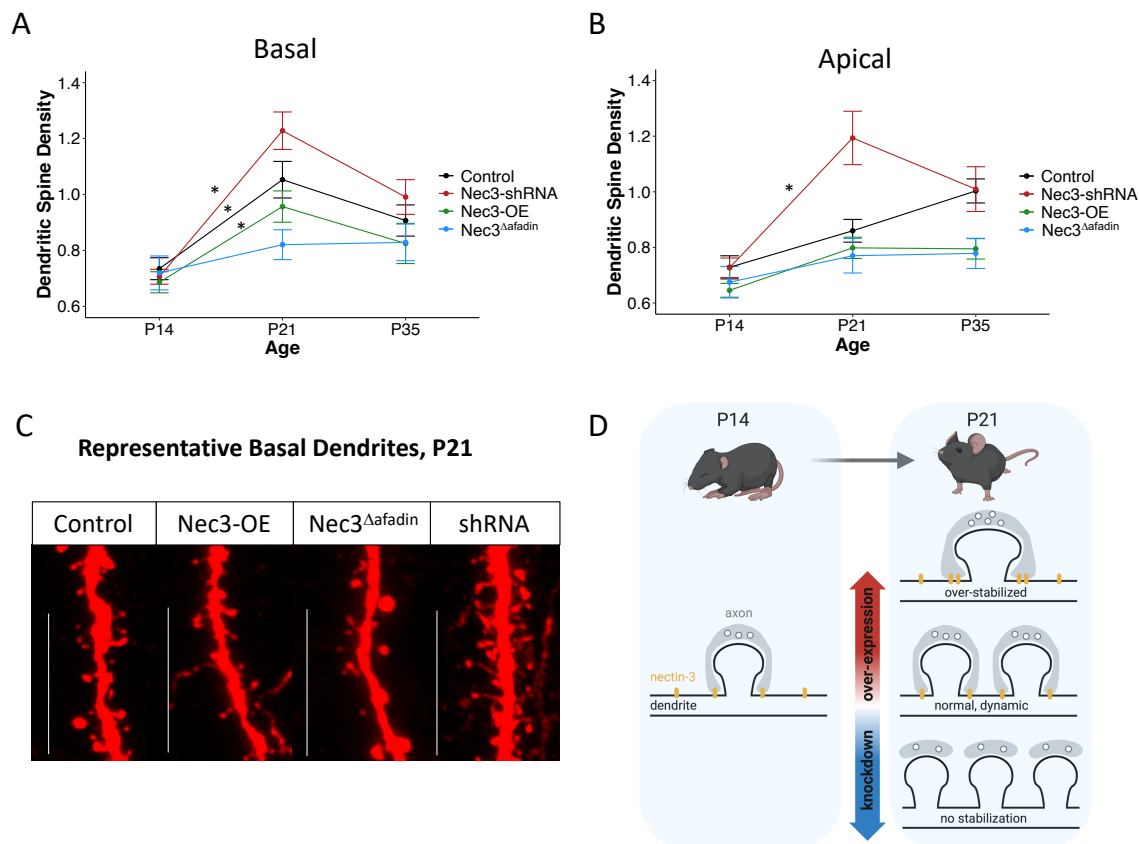 A
Basal
Dendritic Spine Density
1.4
1.2
1.0
0.8
0.6
*
*
*
P14
P21
P35
Age
Control
Nec3-shRNA
Nec3-OE
Nec3Δafadin
B
Apical
Dendritic Spine Density
1.4
1.2
1.0
0.8
0.6
*
P14
P21
P35
Age
Control
Nec3-shRNA
Nec3-OE
Nec3Δafadin
C
Representative Basal Dendrites, P21
Control
Nec3-OE
Nec3Δafadin
shRNA
D
P14
P21
axon
nectin-3
dendrite
over-expression
knockdown
over-stabilized
normal, dynamic
no stabilization